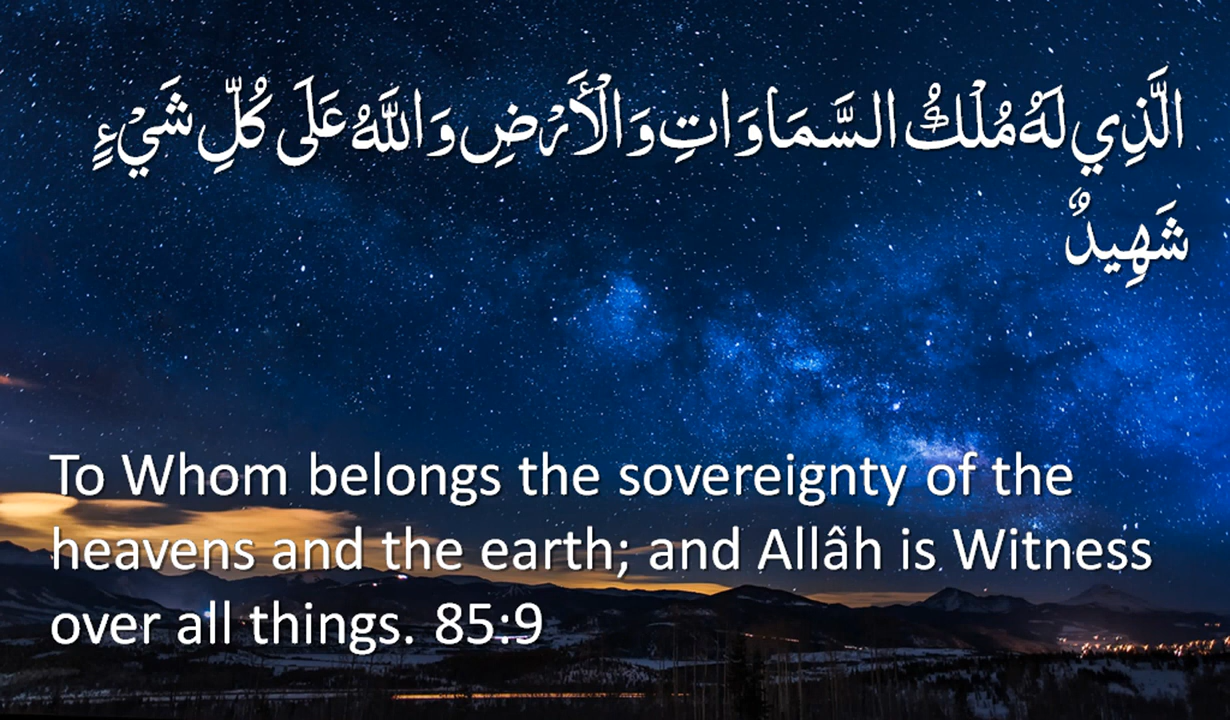 الَّذِي لَهُ مُلْكُ السَّمَاوَاتِ وَالْأَرْضِ وَاللَّهُ عَلَى كُلِّ شَيْءٍ
شَهِيدٌ
To Whom belongs the sovereignty of the
heavens and the earth; and Allâh is Witness
over all things. 85:9